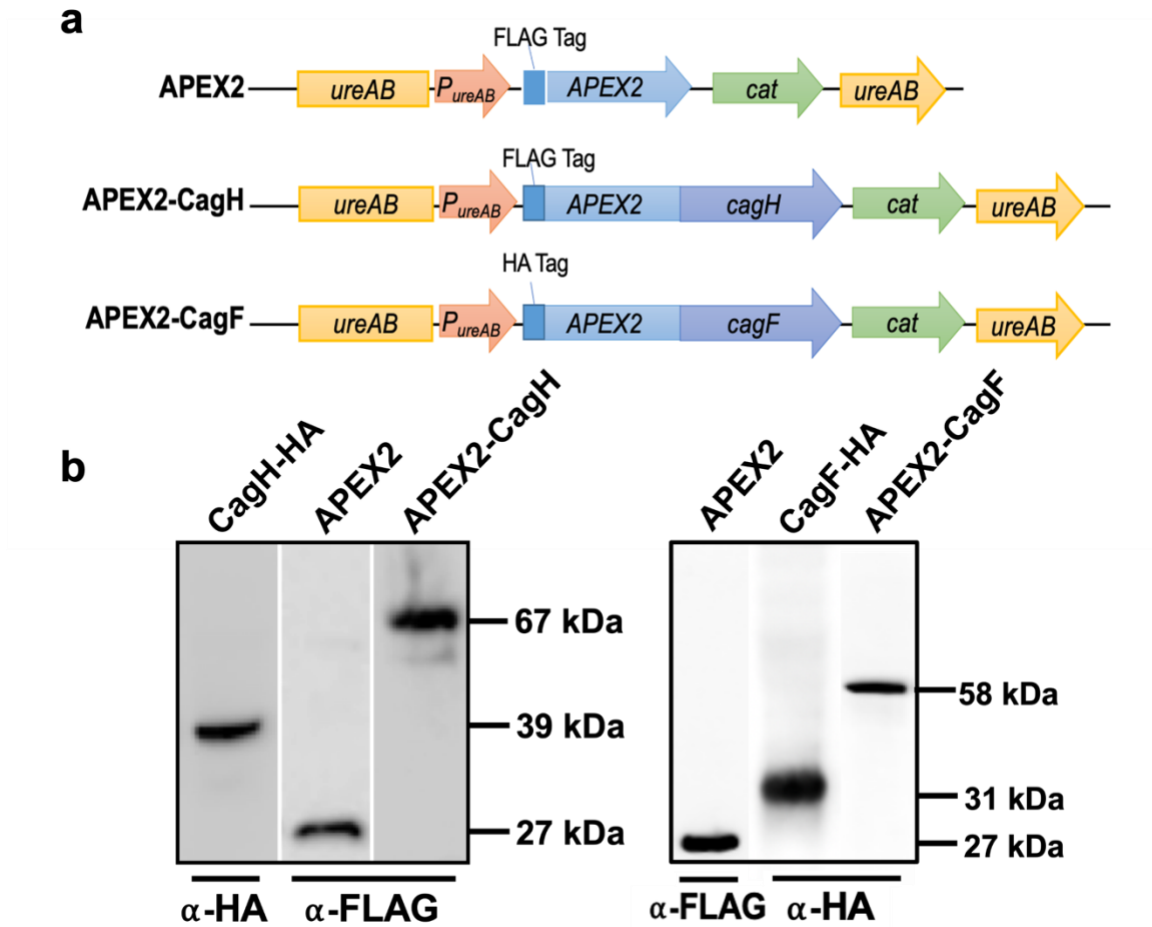 a
FLAG Tag
APEX2 ureAB PureAB APEX2 cat ureAB
FLAG Tag
APEX2-CagH ureAB PureAB APEX2 cagH cat ureAB
HA Tag
APEX2-CagF ureAB PureAB APEX2 cagF cat ureAB
b
CagH-HA APEX2 APEX2-CagH
67 kDa
39 kDa
27 kDa
α-HA α-FLAG
APEX2 CagF-HA APEX2-CagF
58 kDa
31 kDa
27 kDa
α-FLAG α-HA